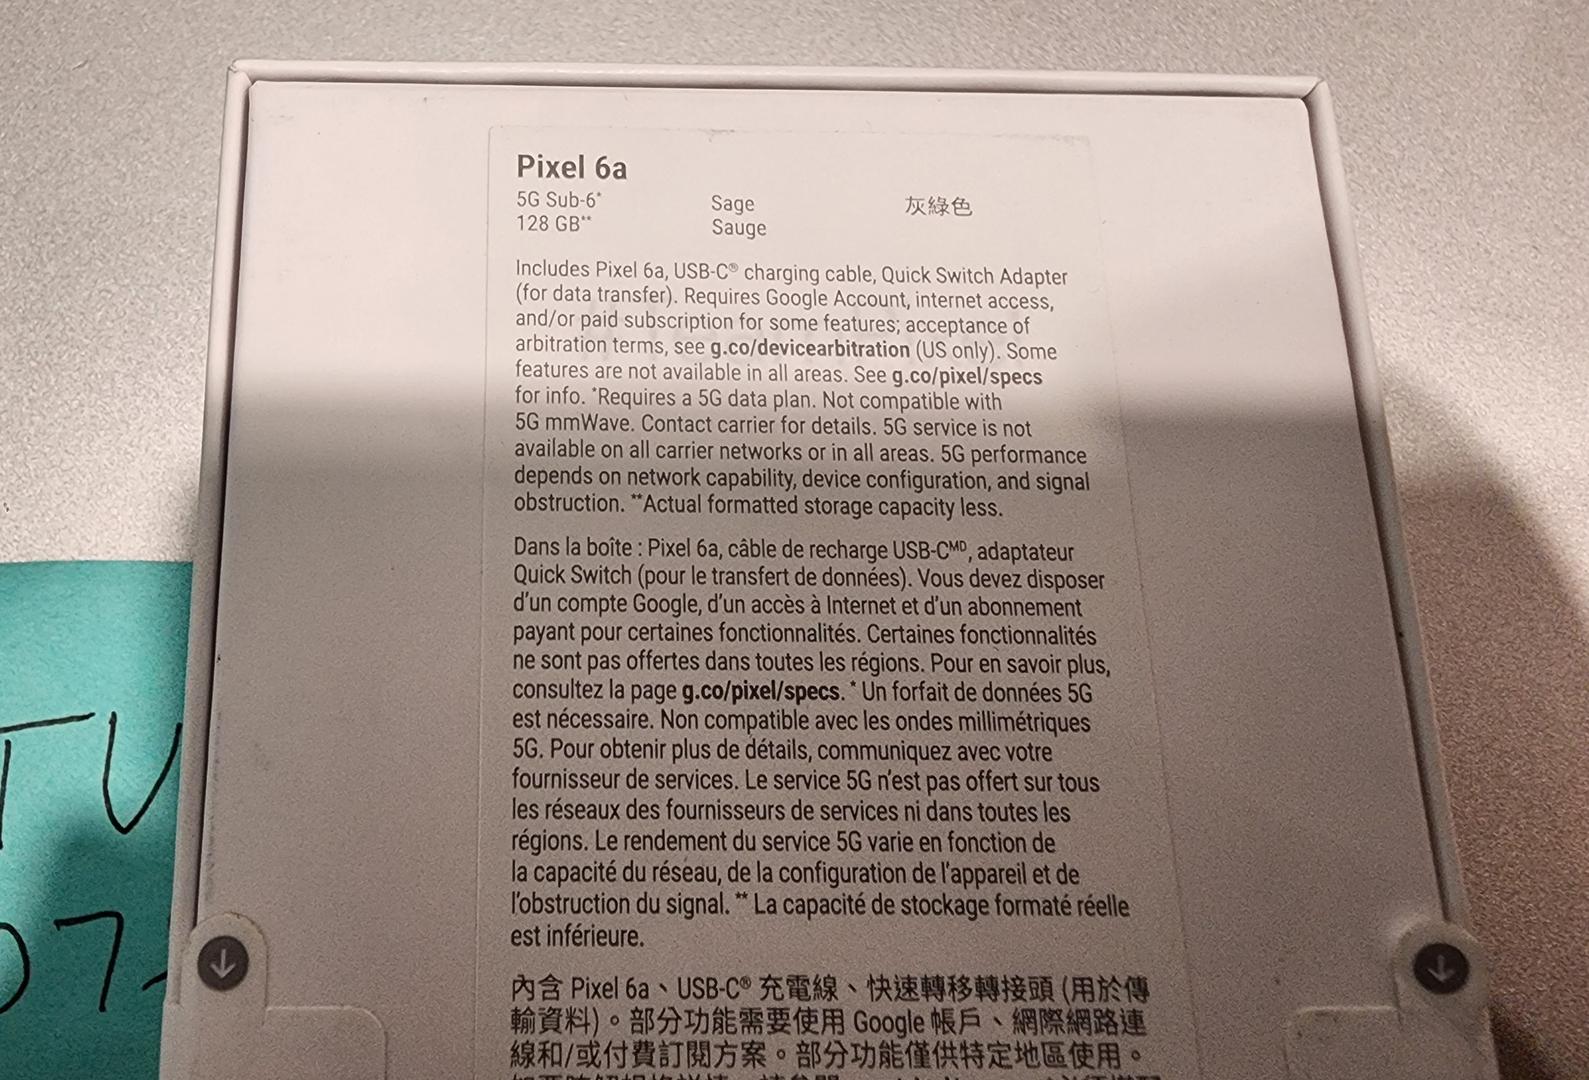 Pixel 6a
5G Sub-6*
128 GB**
Sage
Sauge
灰綠色
Includes Pixel 6a, USB-C® charging cable, Quick Switch Adapter
(for data transfer). Requires Google Account, internet access,
and/or paid subscription for some features; acceptance of
arbitration terms, see g.co/devicearbitration (US only). Some
features are not available in all areas. See g.co/pixel/specs
for info. *Requires a 5G data plan. Not compatible with
5G mmWave. Contact carrier for details. 5G service is not
available on all carrier networks or in all areas. 5G performance
depends on network capability, device configuration, and signal
obstruction. **Actual formatted storage capacity less.
Dans la boîte : Pixel 6a, câble de recharge USB-Cᴹᴰ, adaptateur
Quick Switch (pour le transfert de données). Vous devez disposer
d'un compte Google, d'un accès à Internet et d'un abonnement
payant pour certaines fonctionnalités. Certaines fonctionnalités
ne sont pas offertes dans toutes les régions. Pour en savoir plus,
consultez la page g.co/pixel/specs. * Un forfait de données 5G
est nécessaire. Non compatible avec les ondes millimétriques
5G. Pour obtenir plus de détails, communiquez avec votre
fournisseur de services. Le service 5G n'est pas offert sur tous
les réseaux des fournisseurs de services ni dans toutes les
régions. Le rendement du service 5G varie en fonction de
la capacité du réseau, de la configuration de l'appareil et de
l'obstruction du signal. ** La capacité de stockage formaté réelle
est inférieure.
內含 Pixel 6a、USB-C® 充電線、快速轉移轉接頭 (用於傳
輸資料)。部分功能需要使用 Google 帳戶、網際網路連
線和/或付費訂閱方案。部分功能僅供特定地區使用。
TU
07